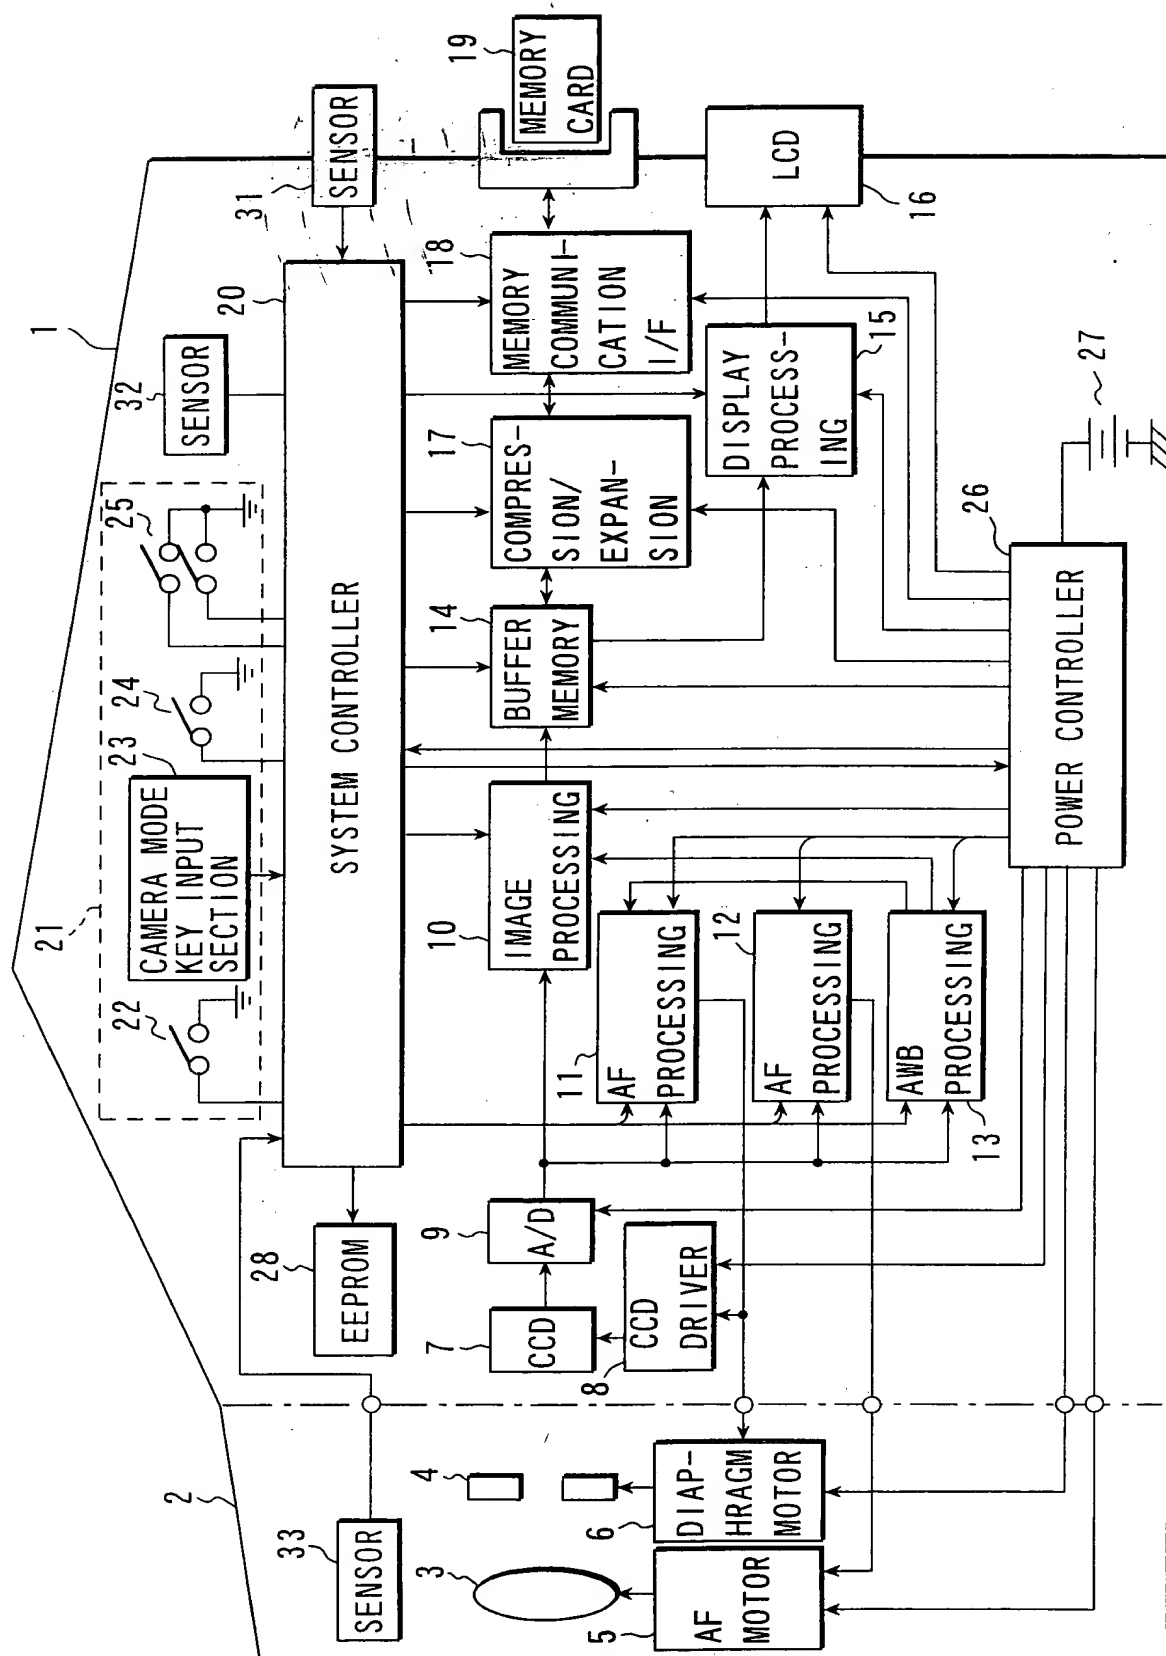 1
2
21
22
CAMERA MODE
KEY INPUT
SECTION
23
24
25
32
SENSOR
31
SENSOR
33
SENSOR
28
EEPROM
SYSTEM CONTROLLER
20
3
4
7
CCD
9
A/D
10
IMAGE
PROCESSING
14
BUFFER
MEMORY
17
COMPRES-
SION/
EXPAN-
SION
18
MEMORY
COMMUNI-
CATION
I/F
19
MEMORY
CARD
5
AF
MOTOR
6
DIAP-
HRAGM
MOTOR
8
CCD
DRIVER
11
AF
PROCESSING
12
AF
PROCESSING
13
AWB
PROCESSING
DISPLAY
PROCESS-
ING
15
LCD
16
POWER CONTROLLER
26
27